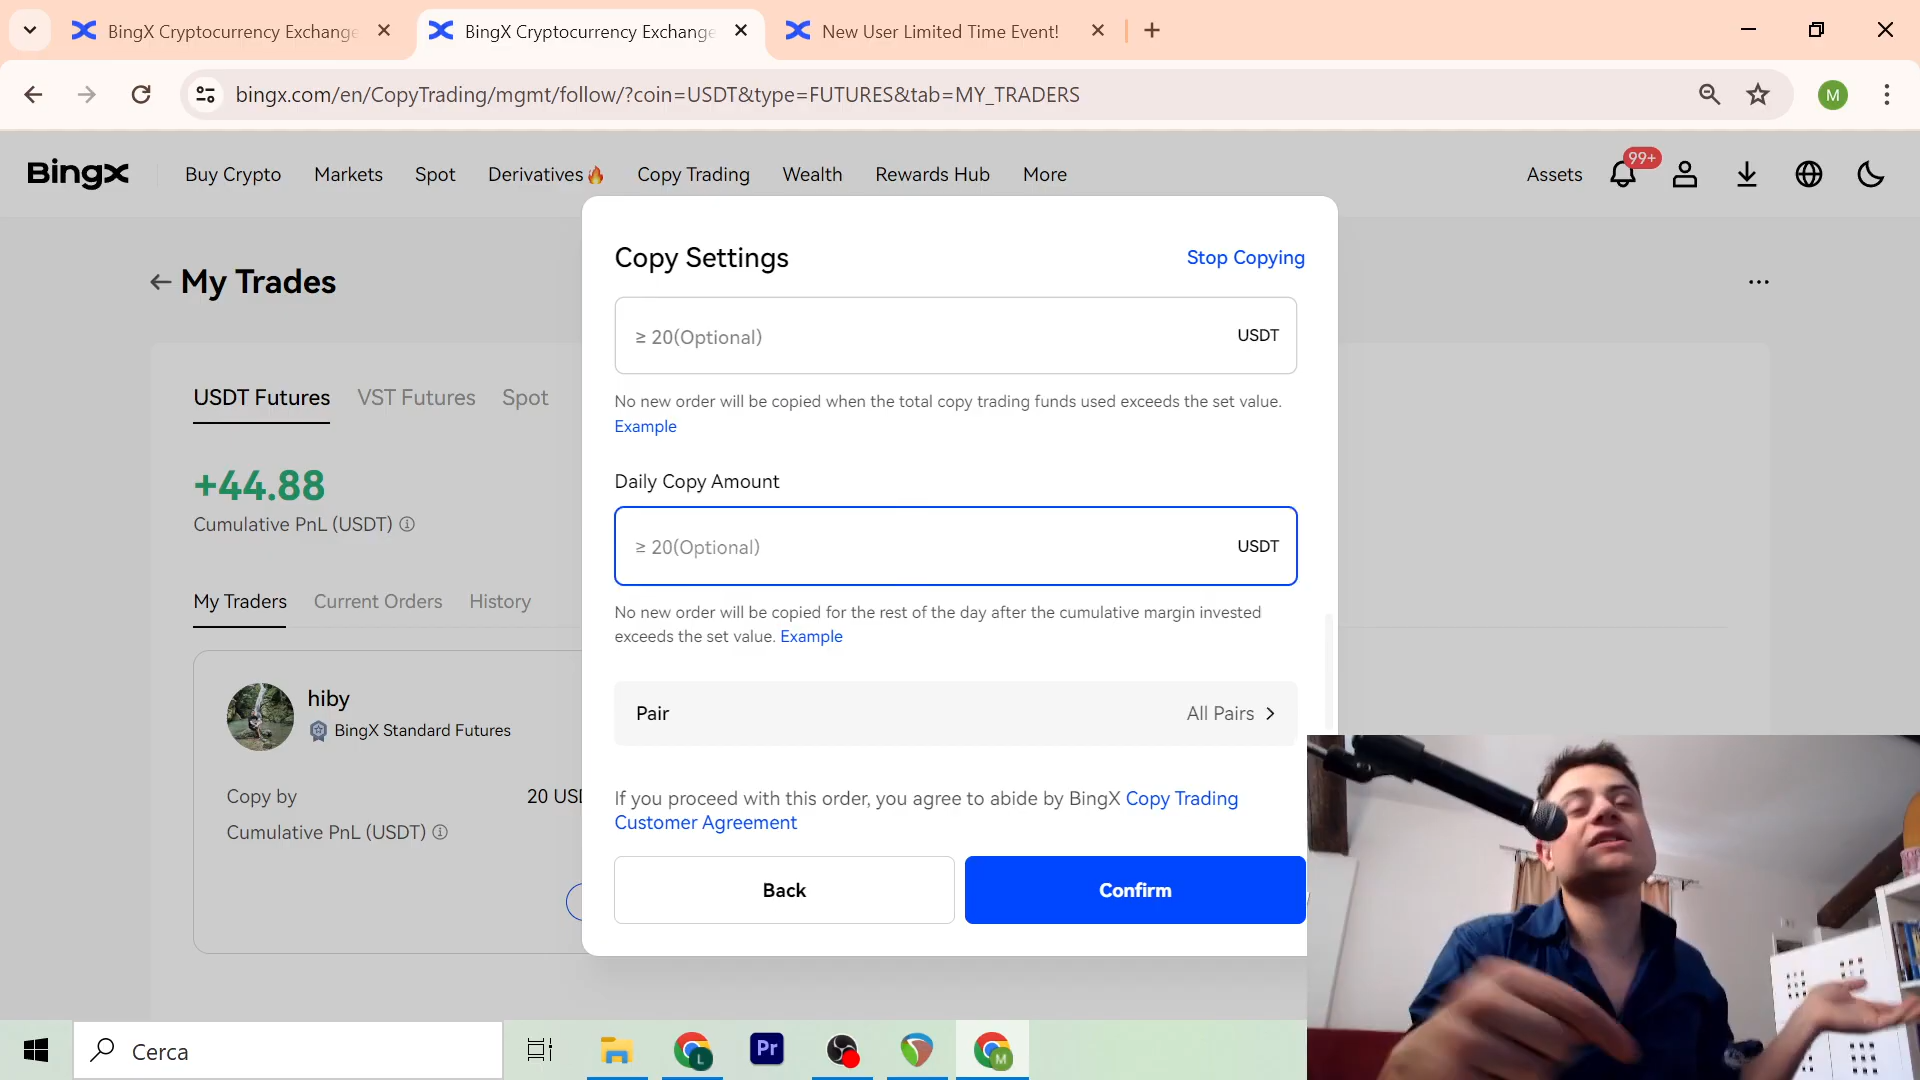 BingX Cryptocurrency Exchange
BingX Cryptocurrency Exchange
New User Limited Time Event!
bingx.com/en/CopyTrading/mgmt/follow/?coin=USDT&type=FUTURES&tab=MY_TRADERS
M
BingX
Buy Crypto
Markets
Spot
Derivatives
Copy Trading
Wealth
Rewards Hub
More
Assets
99+
My Trades
USDT Futures
VST Futures
Spot
+44.88
Cumulative PnL (USDT)
My Traders
Current Orders
History
hiby
BingX Standard Futures
Copy by
20 USD
Cumulative PnL (USDT)
Copy Settings
Stop Copying
≥ 20(Optional)
USDT
No new order will be copied when the total copy trading funds used exceeds the set value.
Example
Daily Copy Amount
≥ 20(Optional)
USDT
No new order will be copied for the rest of the day after the cumulative margin invested
exceeds the set value. Example
Pair
All Pairs
If you proceed with this order, you agree to abide by BingX Copy Trading
Customer Agreement
Back
Confirm
Cerca
L
Pr
M